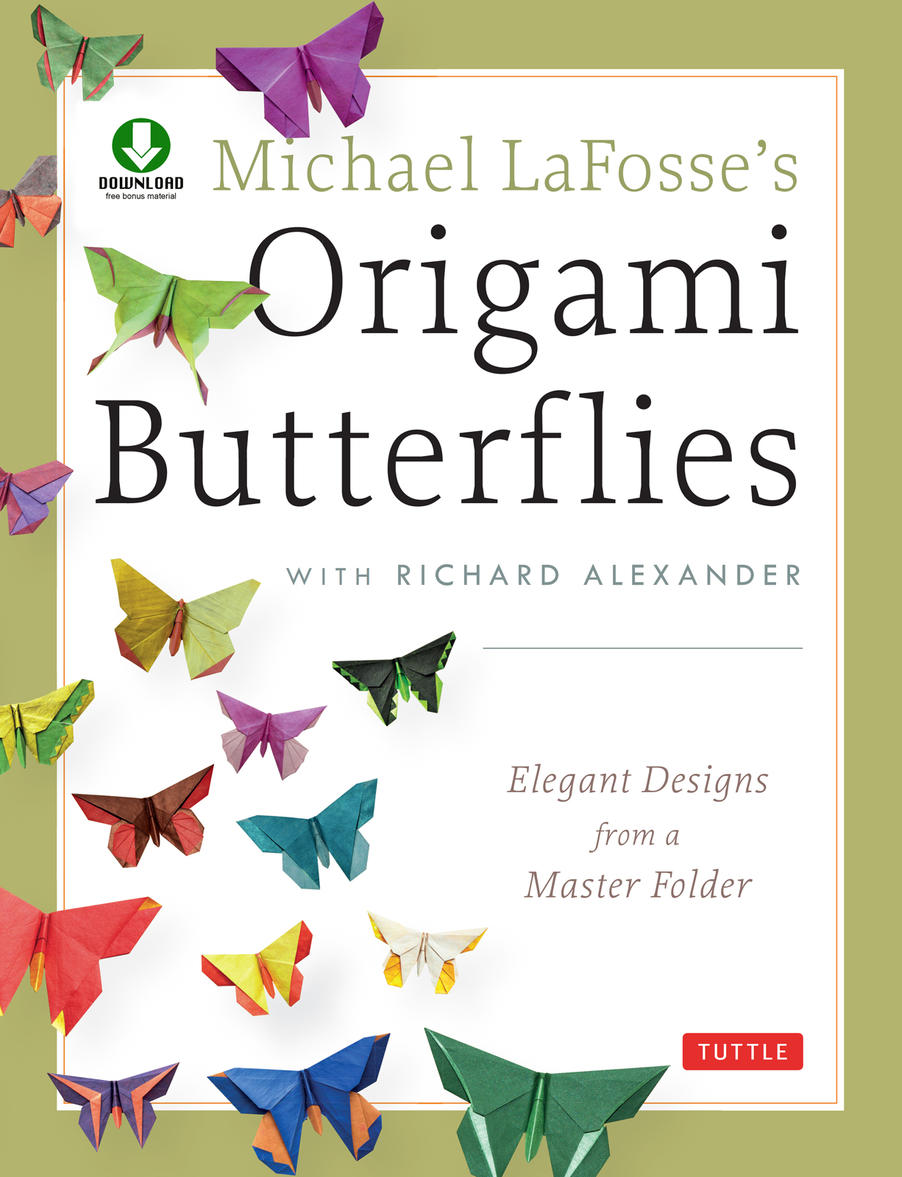 DOWNLOAD
free bonus material
Michael LaFosse's
Origami
Butterflies
WITH RICHARD ALEXANDER
Elegant Designs
from a
Master Folder
TUTTLE